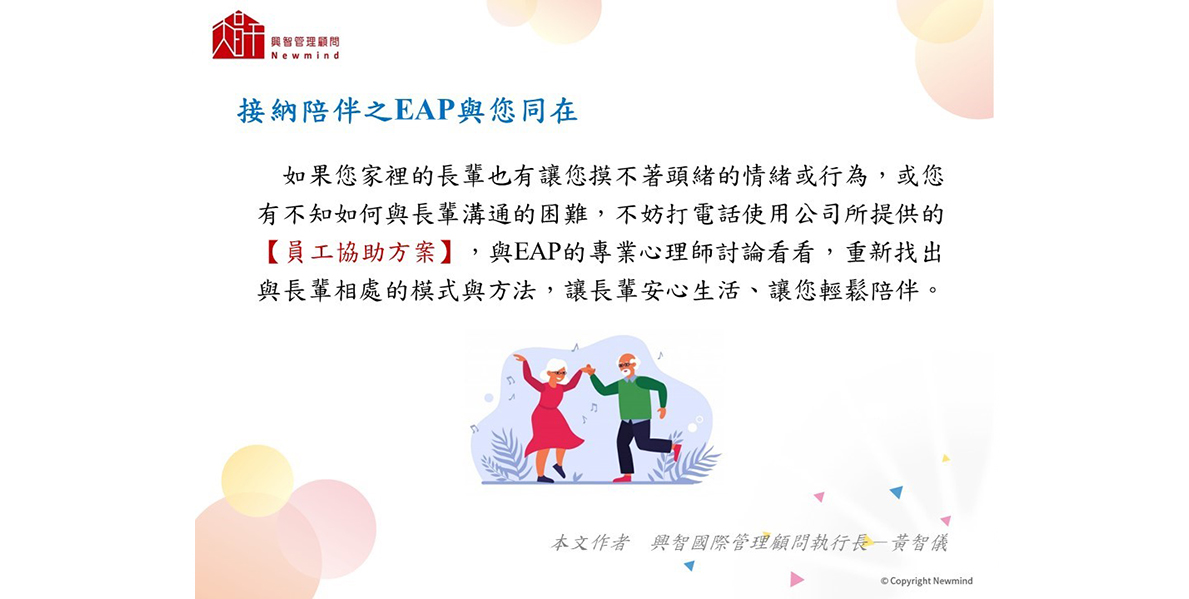 興智管理顧問
Newmind
接納陪伴之EAP與您同在
如果您家裡的長輩也有讓您摸不著頭緒的情緒或行為，或您
有不知如何與長輩溝通的困難，不妨打電話使用公司所提供的
【員工協助方案】，與EAP的專業心理師討論看看，重新找出
與長輩相處的模式與方法，讓長輩安心生活、讓您輕鬆陪伴。
本文作者　興智國際管理顧問執行長－黃智儀
© Copyright Newmind